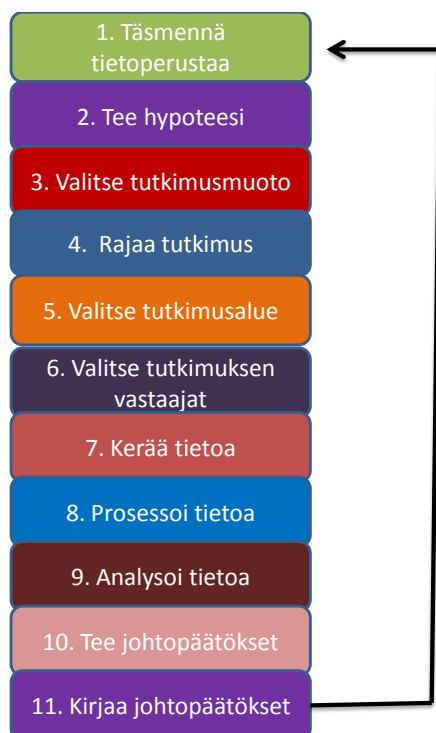 1. Täsmennä
tietoperustaa
2. Tee hypoteesi
3. Valitse tutkimusmuoto
4. Rajaa tutkimus
5. Valitse tutkimusalue
6. Valitse tutkimuksen
vastaajat
7. Kerää tietoa
8. Prosessoi tietoa
9. Analysoi tietoa
10. Tee johtopäätökset
11. Kirjaa johtopäätökset